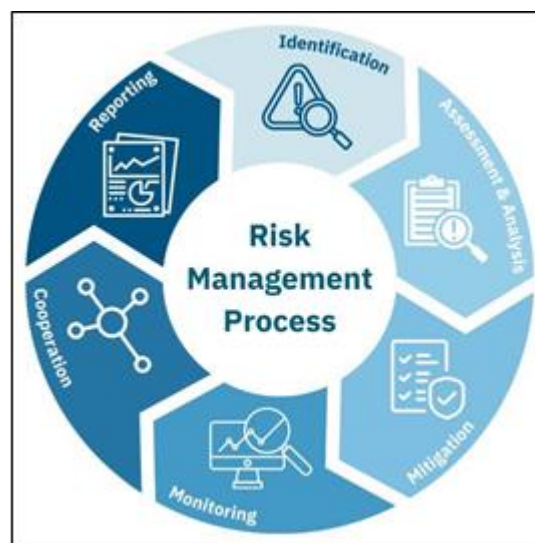 Risk
Management
Process
Identification
Assessment & Analysis
Mitigation
Monitoring
Cooperation
Reporting